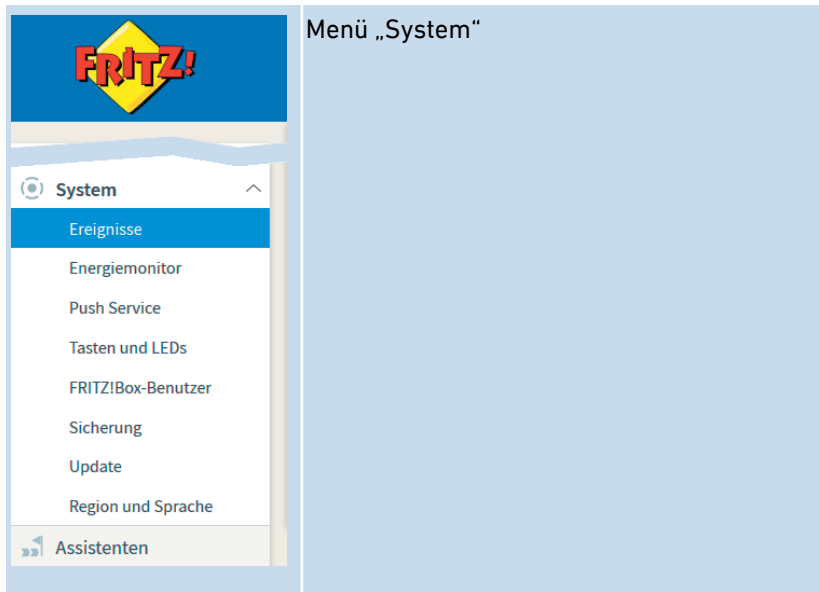 FRITZ!
Menü „System“
System
Ereignisse
Energiemonitor
Push Service
Tasten und LEDs
FRITZ!Box-Benutzer
Sicherung
Update
Region und Sprache
Assistenten